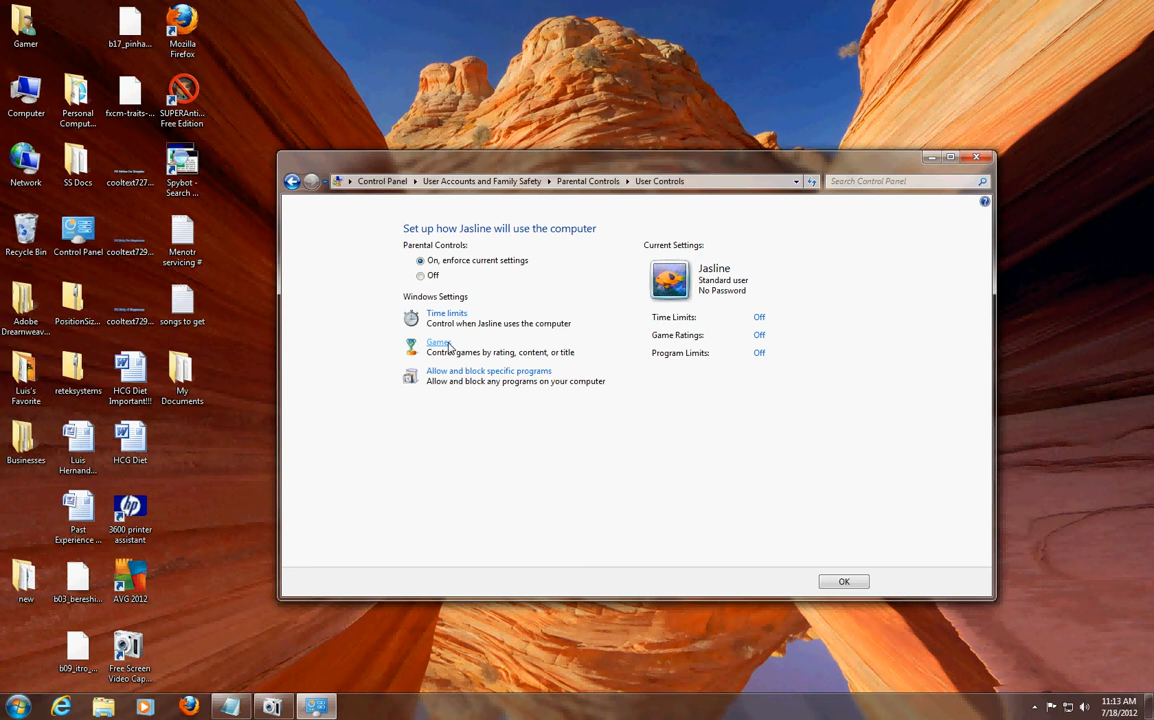 Gamer
b17_pinha...
Mozilla
Firefox
Computer
Personal
Comput...
fxcm-traits-...
SUPERAnti...
Free Edition
Network
SS Docs
cooltext727...
Spybot -
Search ...
Recycle Bin
Control Panel
cooltext729...
Menotr
servicing #
Adobe
Dreamweav...
PositionSiz...
cooltext729...
songs to get
Luis's
Favorite
reteksystems
HCG Diet
Important!!!
My
Documents
Businesses
Luis
Hernand...
HCG Diet
Past
Experience ...
3600 printer
assistant
new
b03_bereshi...
AVG 2012
b09_itro_...
Free Screen
Video Cap...
Control Panel
User Accounts and Family Safety
Parental Controls
User Controls
Search Control Panel
Set up how Jasline will use the computer
Parental Controls:
On, enforce current settings
Off
Windows Settings
Time limits
Control when Jasline uses the computer
Games
Control games by rating, content, or title
Allow and block specific programs
Allow and block any programs on your computer
Current Settings:
Jasline
Standard user
No Password
Time Limits: Off
Game Ratings: Off
Program Limits: Off
OK
11:13 AM
7/18/2012